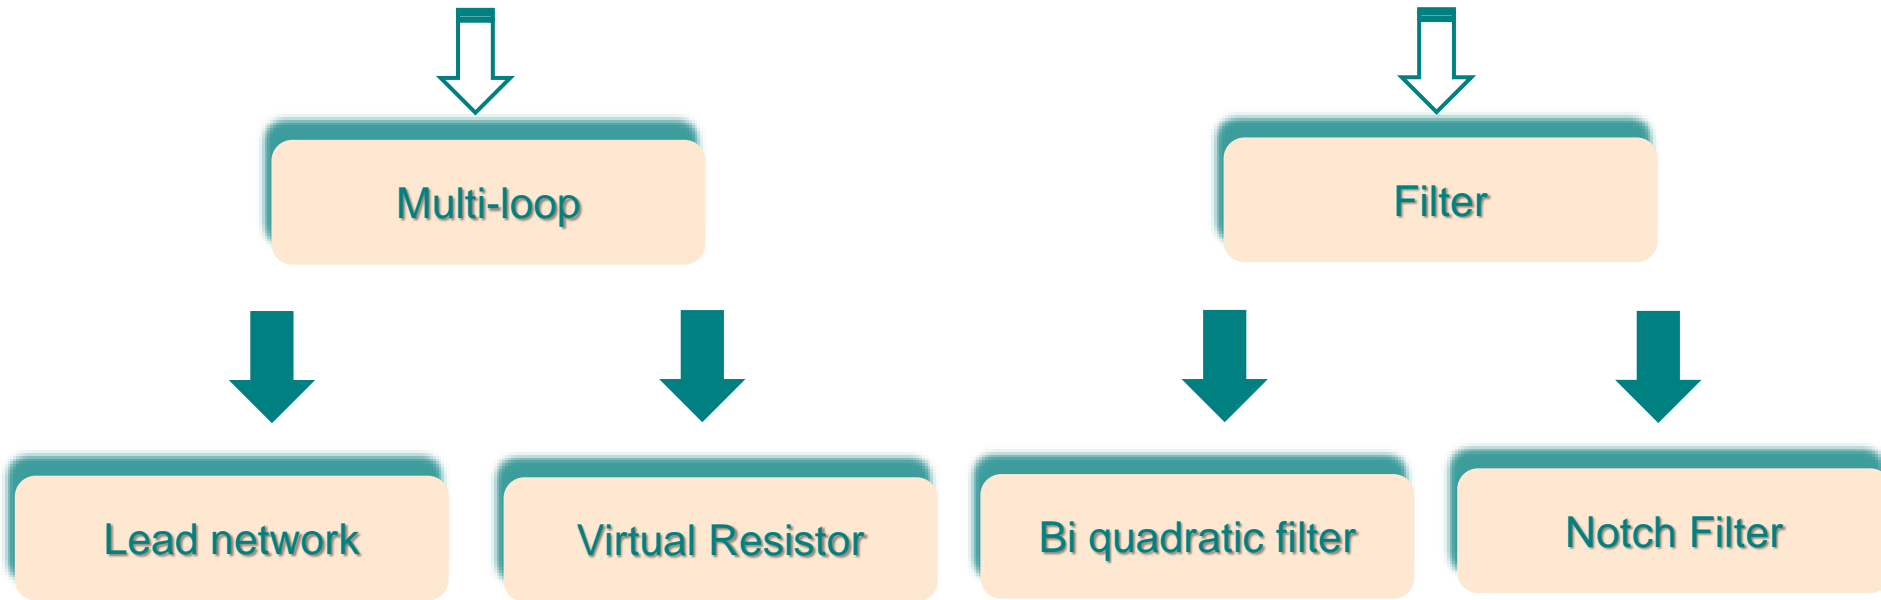 Multi-loop
Filter
Lead network
Virtual Resistor
Bi quadratic filter
Notch Filter